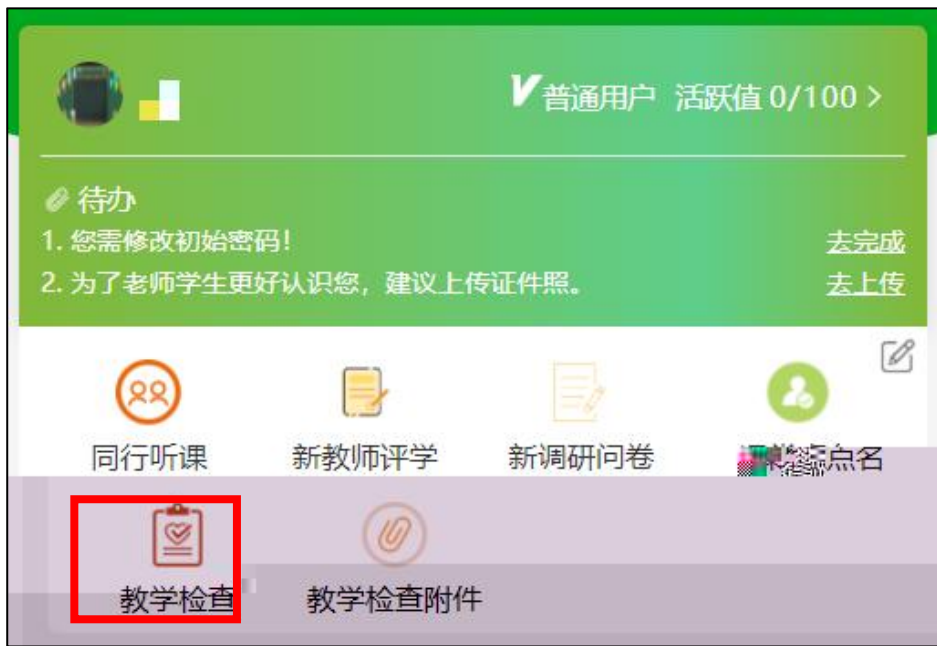 V 普通用户 活跃值 0/100 >
待办
1. 您需修改初始密码！ 去完成
2. 为了老师学生更好认识您，建议上传证件照。 去上传
同行听课 新教师评学 新调研问卷 点名
教学检查 教学检查附件